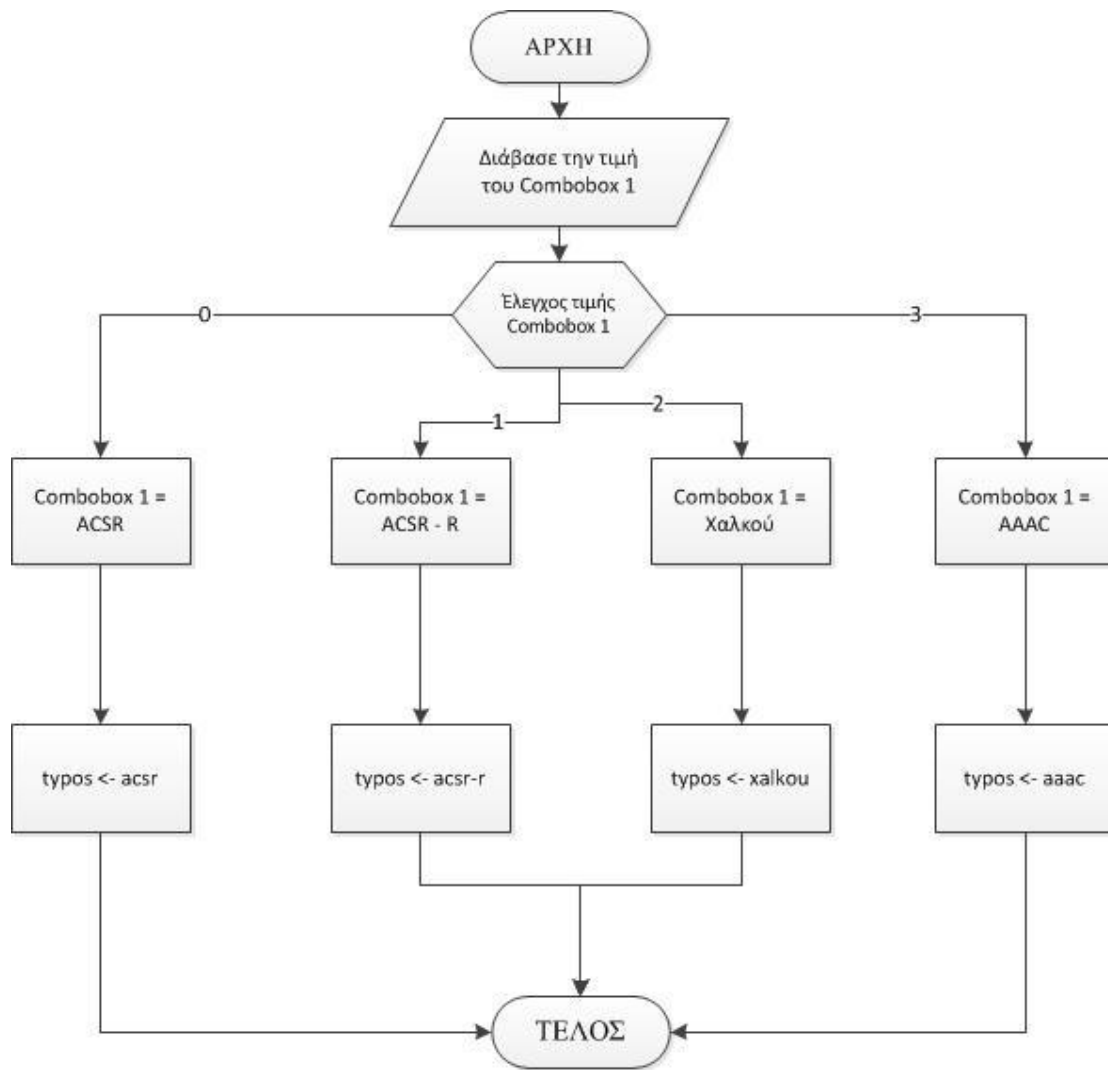 ΑΡΧΗ
Διάβασε την τιμή
του Combobox 1
Έλεγχος τιμής
Combobox 1
0
3
1
2
Combobox 1 =
ACSR
Combobox 1 =
ACSR - R
Combobox 1 =
Χαλκού
Combobox 1 =
AAAC
typos <- acsr
typos <- acsr-r
typos <- xalkou
typos <- aaac
ΤΕΛΟΣ